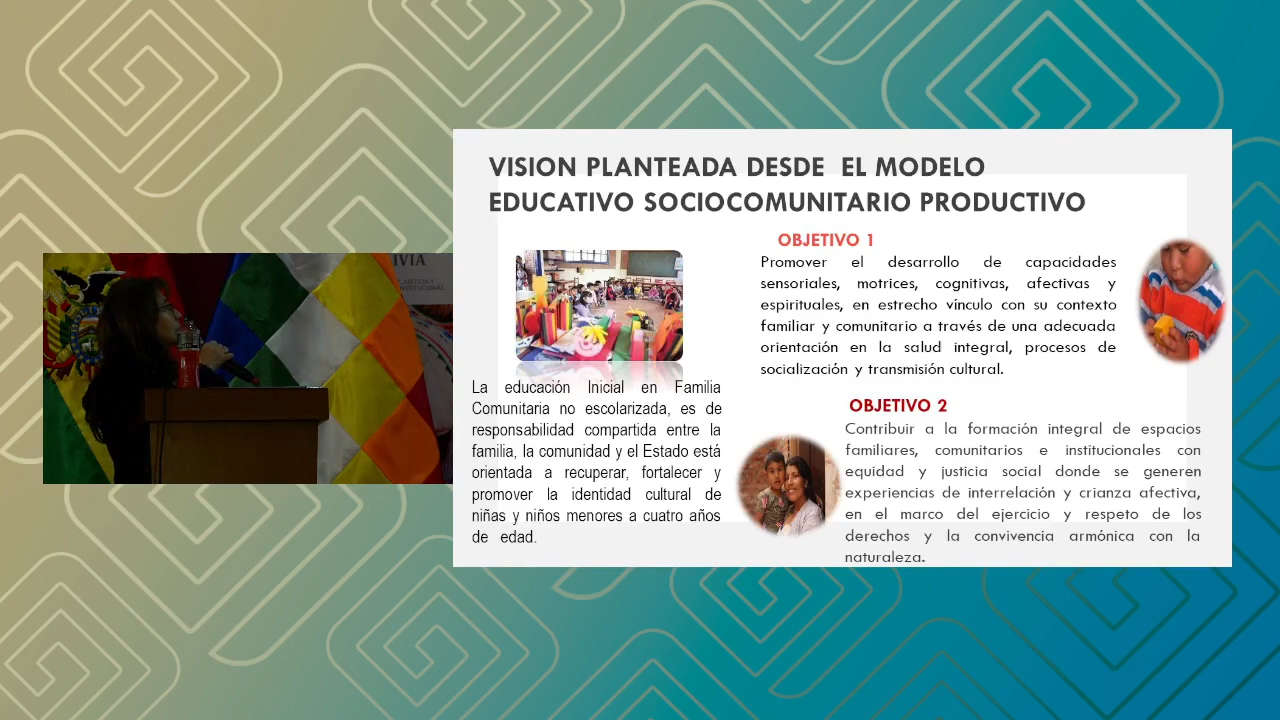 VISION PLANTEADA DESDE EL MODELO
EDUCATIVO SOCIOCOMUNITARIO PRODUCTIVO
La educación Inicial en Familia
Comunitaria no escolarizada, es de
responsabilidad compartida entre la
familia, la comunidad y el Estado está
orientada a recuperar, fortalecer y
promover la identidad cultural de
niñas y niños menores a cuatro años
de edad.
OBJETIVO 1
Promover el desarrollo de capacidades
sensoriales, motrices, cognitivas, afectivas y
espirituales, en estrecho vínculo con su contexto
familiar y comunitario a través de una adecuada
orientación en la salud integral, procesos de
socialización y transmisión cultural.
OBJETIVO 2
Contribuir a la formación integral de espacios
familiares, comunitarios e institucionales con
equidad y justicia social donde se generen
experiencias de interrelación y crianza afectiva,
en el marco del ejercicio y respeto de los
derechos y la convivencia armónica con la
naturaleza.